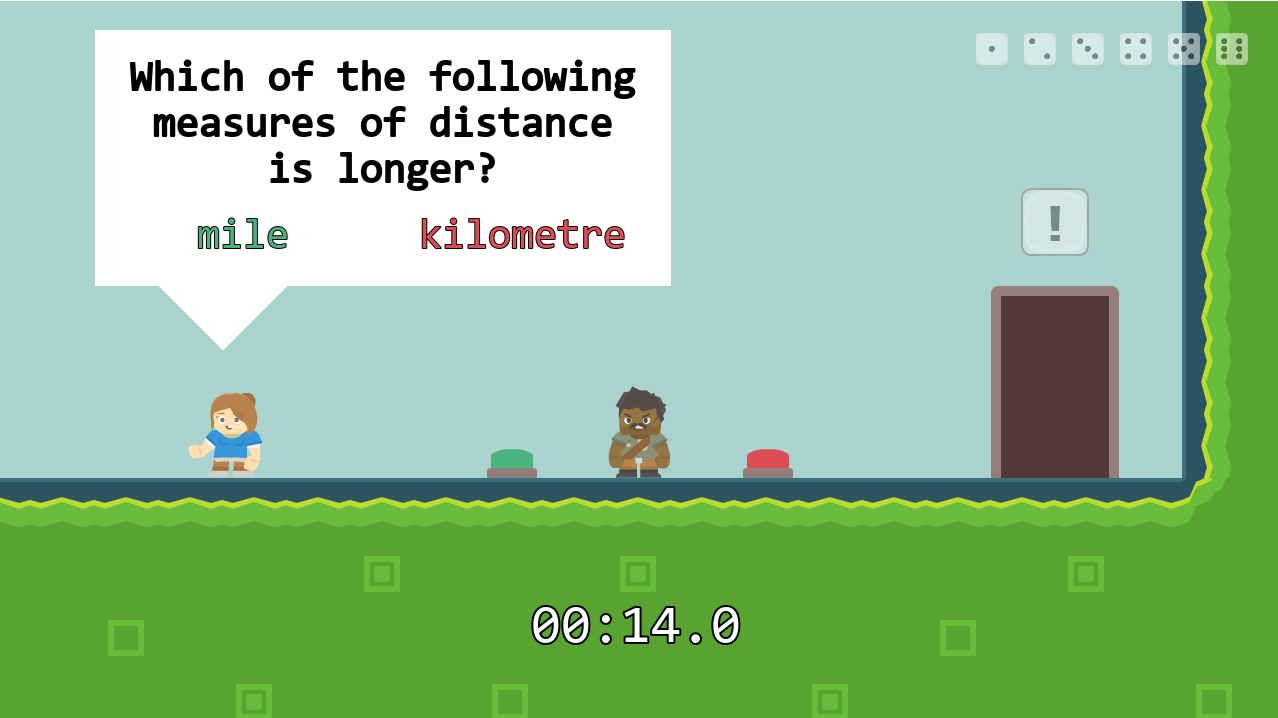 Which of the following
measures of distance
is longer?
mile kilometre
!
00:14.0